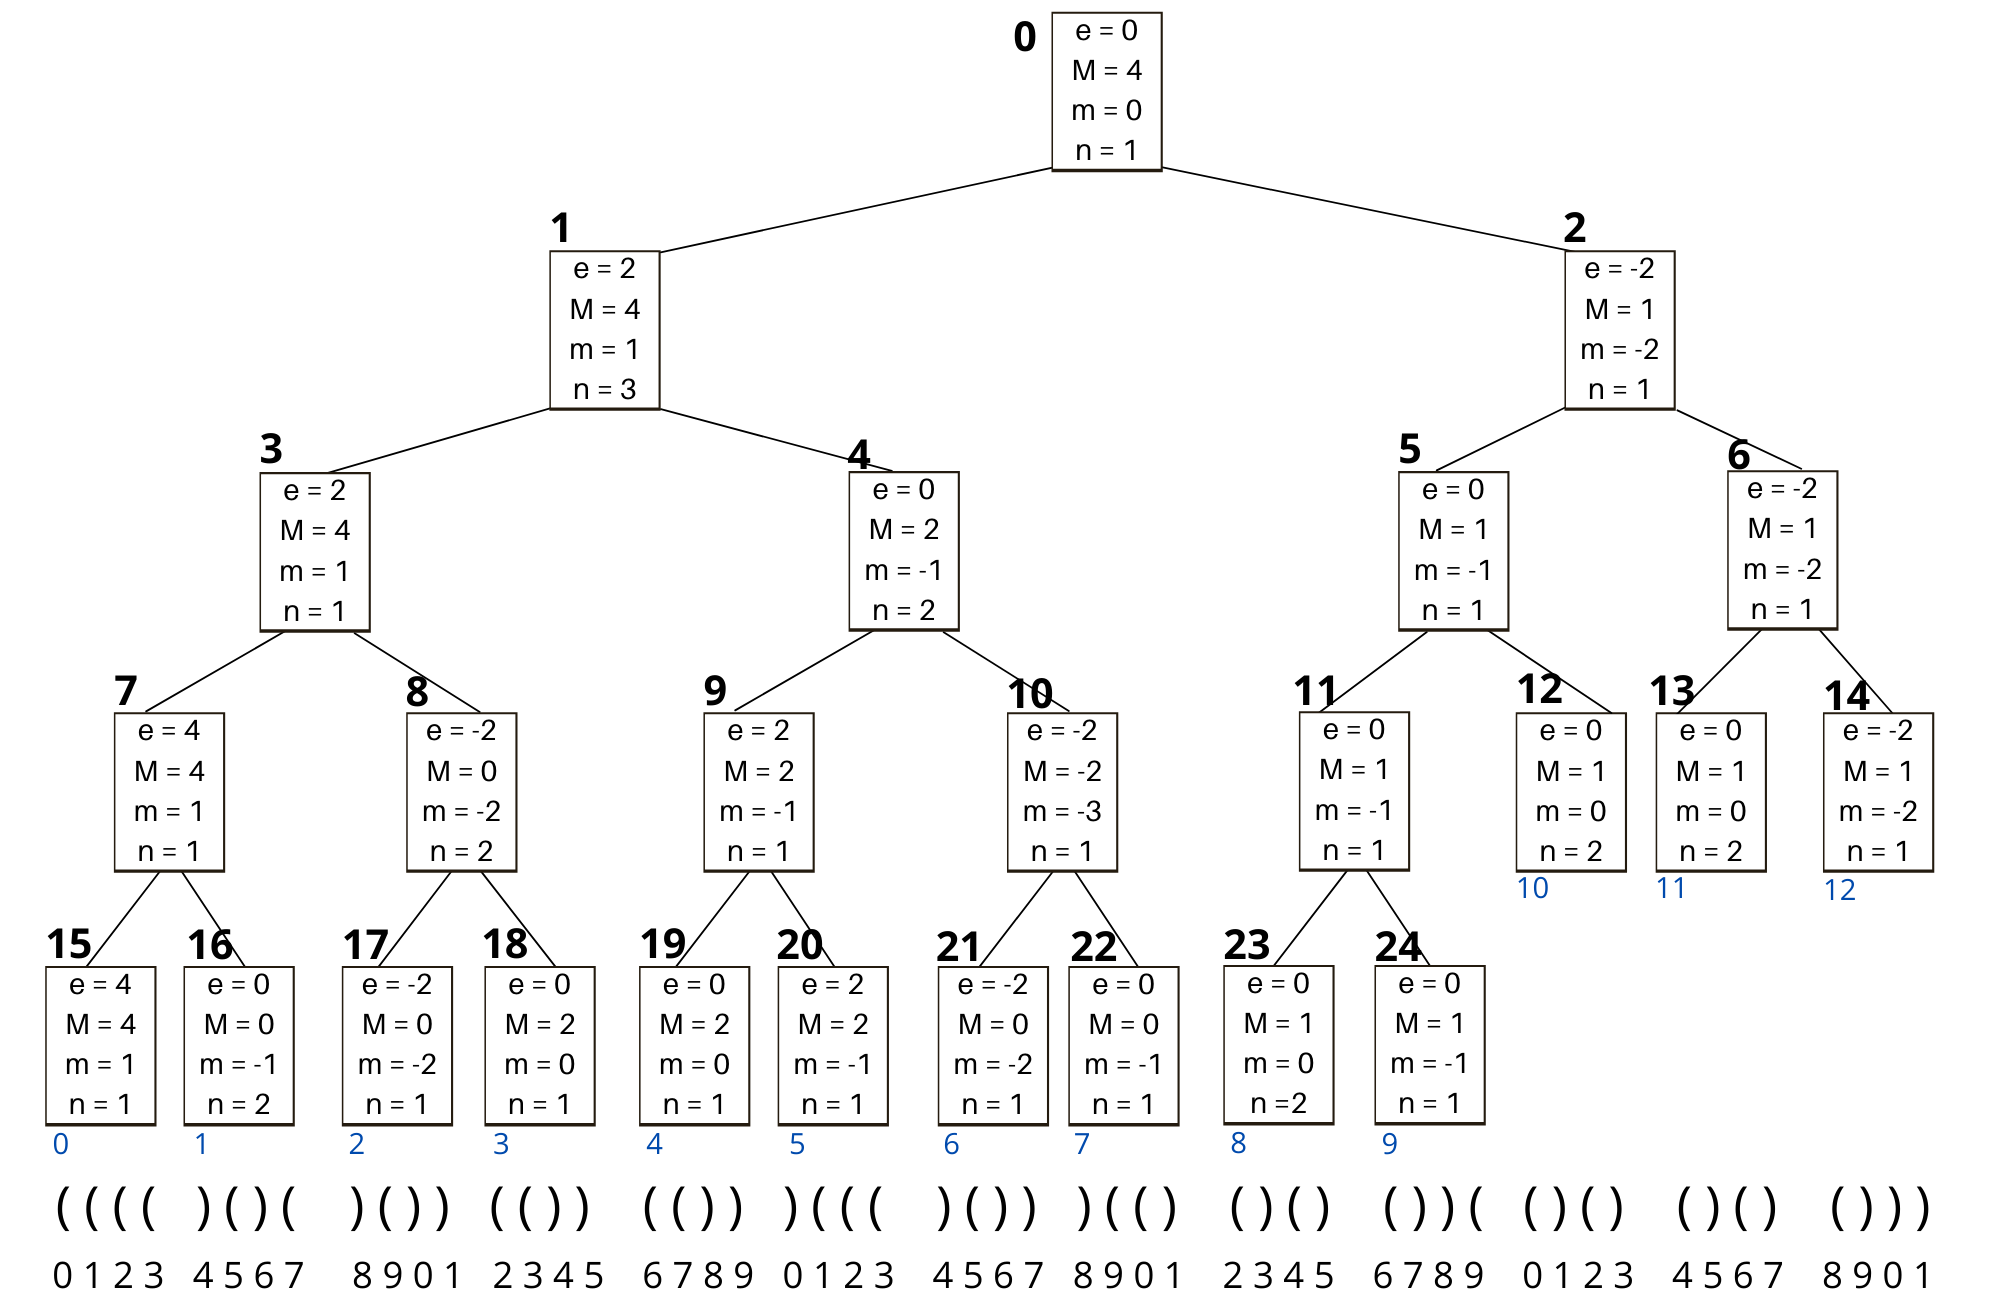 0
e = 0
M = 4
m = 0
n = 1
1
e = 2
M = 4
m = 1
n = 3
2
e = -2
M = 1
m = -2
n = 1
3
e = 2
M = 4
m = 1
n = 1
4
e = 0
M = 2
m = -1
n = 2
5
e = 0
M = 1
m = -1
n = 1
6
e = -2
M = 1
m = -2
n = 1
7
e = 4
M = 4
m = 1
n = 1
8
e = -2
M = 0
m = -2
n = 2
9
e = 2
M = 2
m = -1
n = 1
10
e = -2
M = -2
m = -3
n = 1
11
e = 0
M = 1
m = -1
n = 1
12
e = 0
M = 1
m = 0
n = 2
10
13
e = 0
M = 1
m = 0
n = 2
11
14
e = -2
M = 1
m = -2
n = 1
12
15
e = 4
M = 4
m = 1
n = 1
0
16
e = 0
M = 0
m = -1
n = 2
1
17
e = -2
M = 0
m = -2
n = 1
2
18
e = 0
M = 2
m = 0
n = 1
3
19
e = 0
M = 2
m = 0
n = 1
4
20
e = 2
M = 2
m = -1
n = 1
5
21
e = -2
M = 0
m = -2
n = 1
6
22
e = 0
M = 0
m = -1
n = 1
7
23
e = 0
M = 1
m = 0
n =2
8
24
e = 0
M = 1
m = -1
n = 1
9
( ( ( ( ) ( ) ( ) ( ) ) ( ( ) ) ( ( ) ) ) ( ( ( ) ( ) ) ) ( ( ) ( ) ( ) ( ) ) ( ( ) ( ) ( ) ( ) ( ) ) )
0 1 2 3 4 5 6 7 8 9 0 1 2 3 4 5 6 7 8 9 0 1 2 3 4 5 6 7 8 9 0 1 2 3 4 5 6 7 8 9 0 1 2 3 4 5 6 7 8 9 0 1